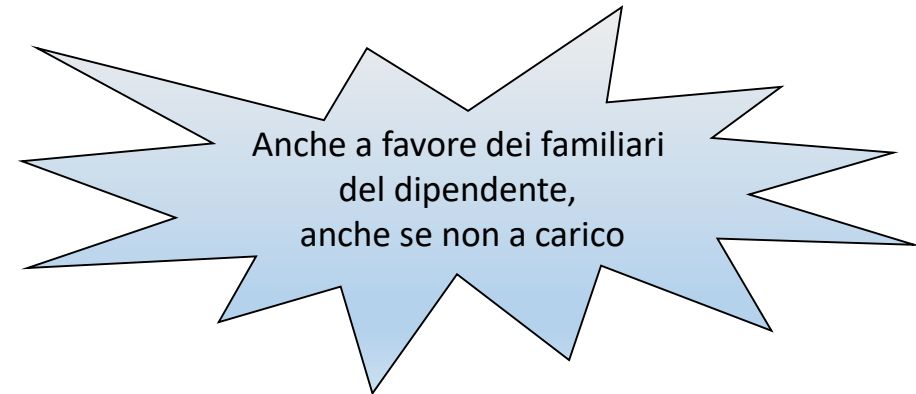 Anche a favore dei familiari
del dipendente,
anche se non a carico